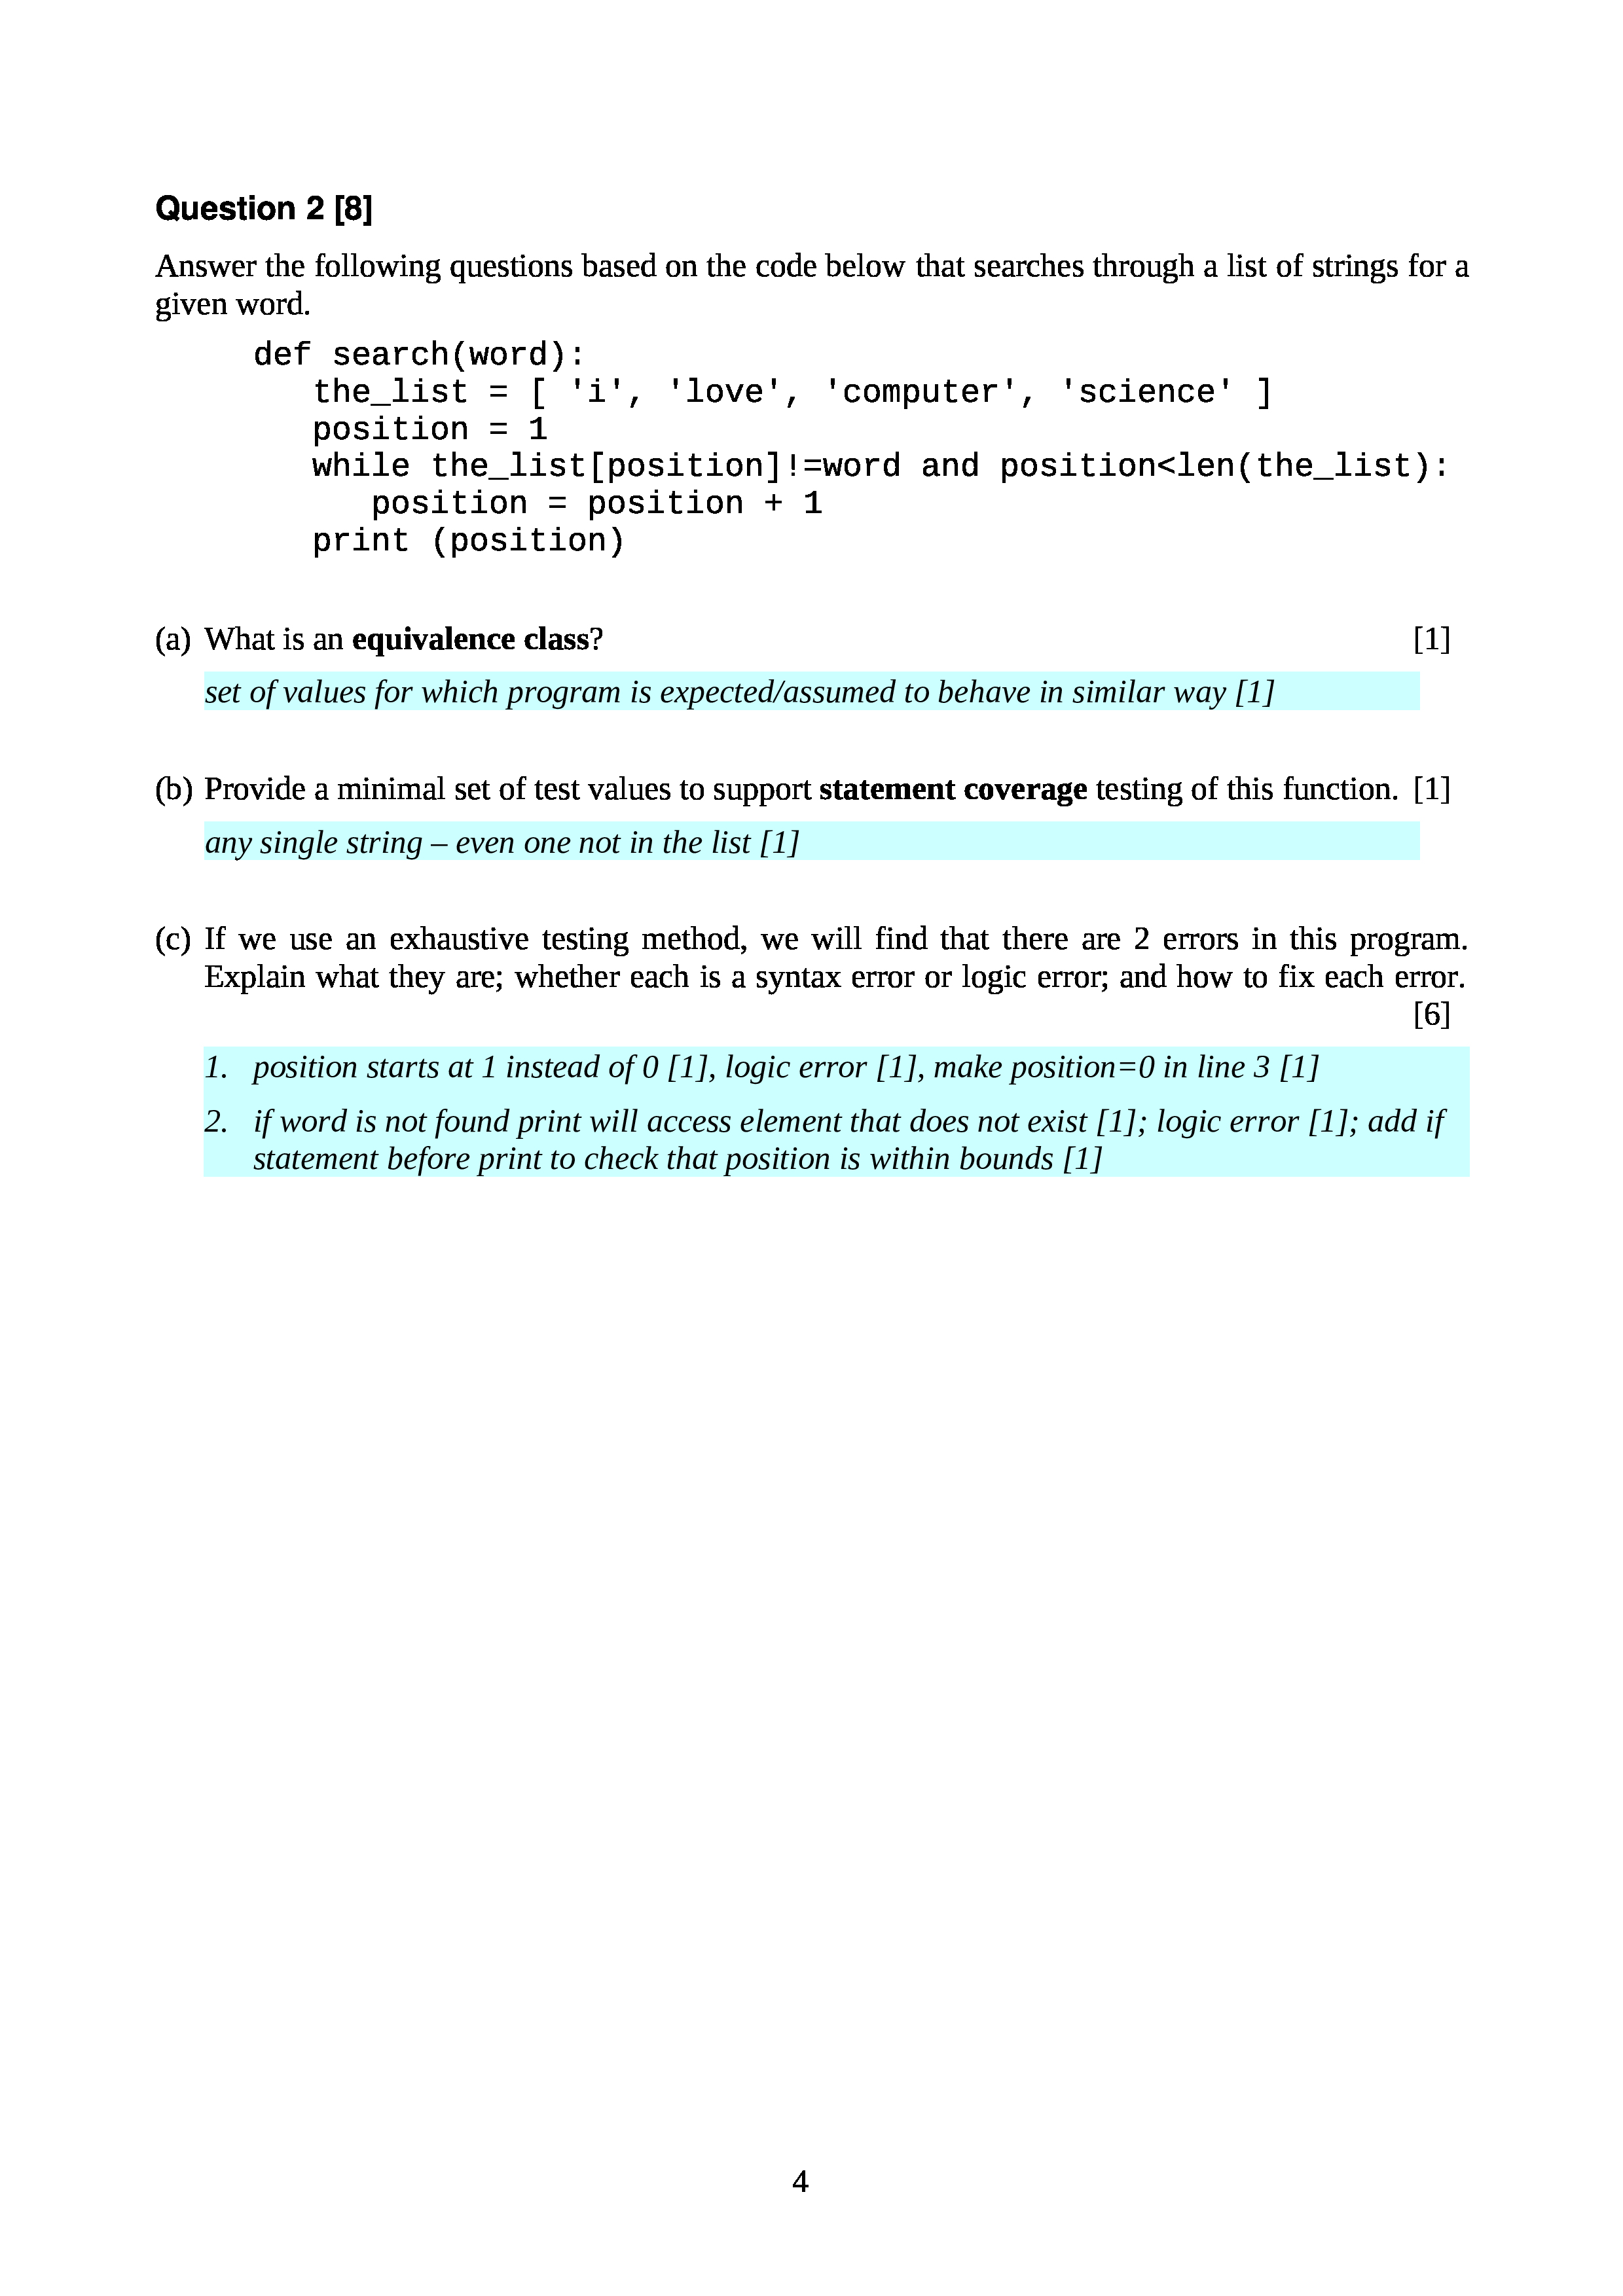 Question 2 [8]
Answer the following questions based on the code below that searches through a list of strings for a
given word.
def search(word):
   the_list = [ 'i', 'love', 'computer', 'science' ]
   position = 1
   while the_list[position]!=word and position<len(the_list):
      position = position + 1
   print (position)
(a) What is an equivalence class? [1]
set of values for which program is expected/assumed to behave in similar way [1]
(b) Provide a minimal set of test values to support statement coverage testing of this function. [1]
any single string – even one not in the list [1]
(c) If we use an exhaustive testing method, we will find that there are 2 errors in this program.
Explain what they are; whether each is a syntax error or logic error; and how to fix each error.
[6]
1. position starts at 1 instead of 0 [1], logic error [1], make position=0 in line 3 [1]
2. if word is not found print will access element that does not exist [1]; logic error [1]; add if
statement before print to check that position is within bounds [1]
4